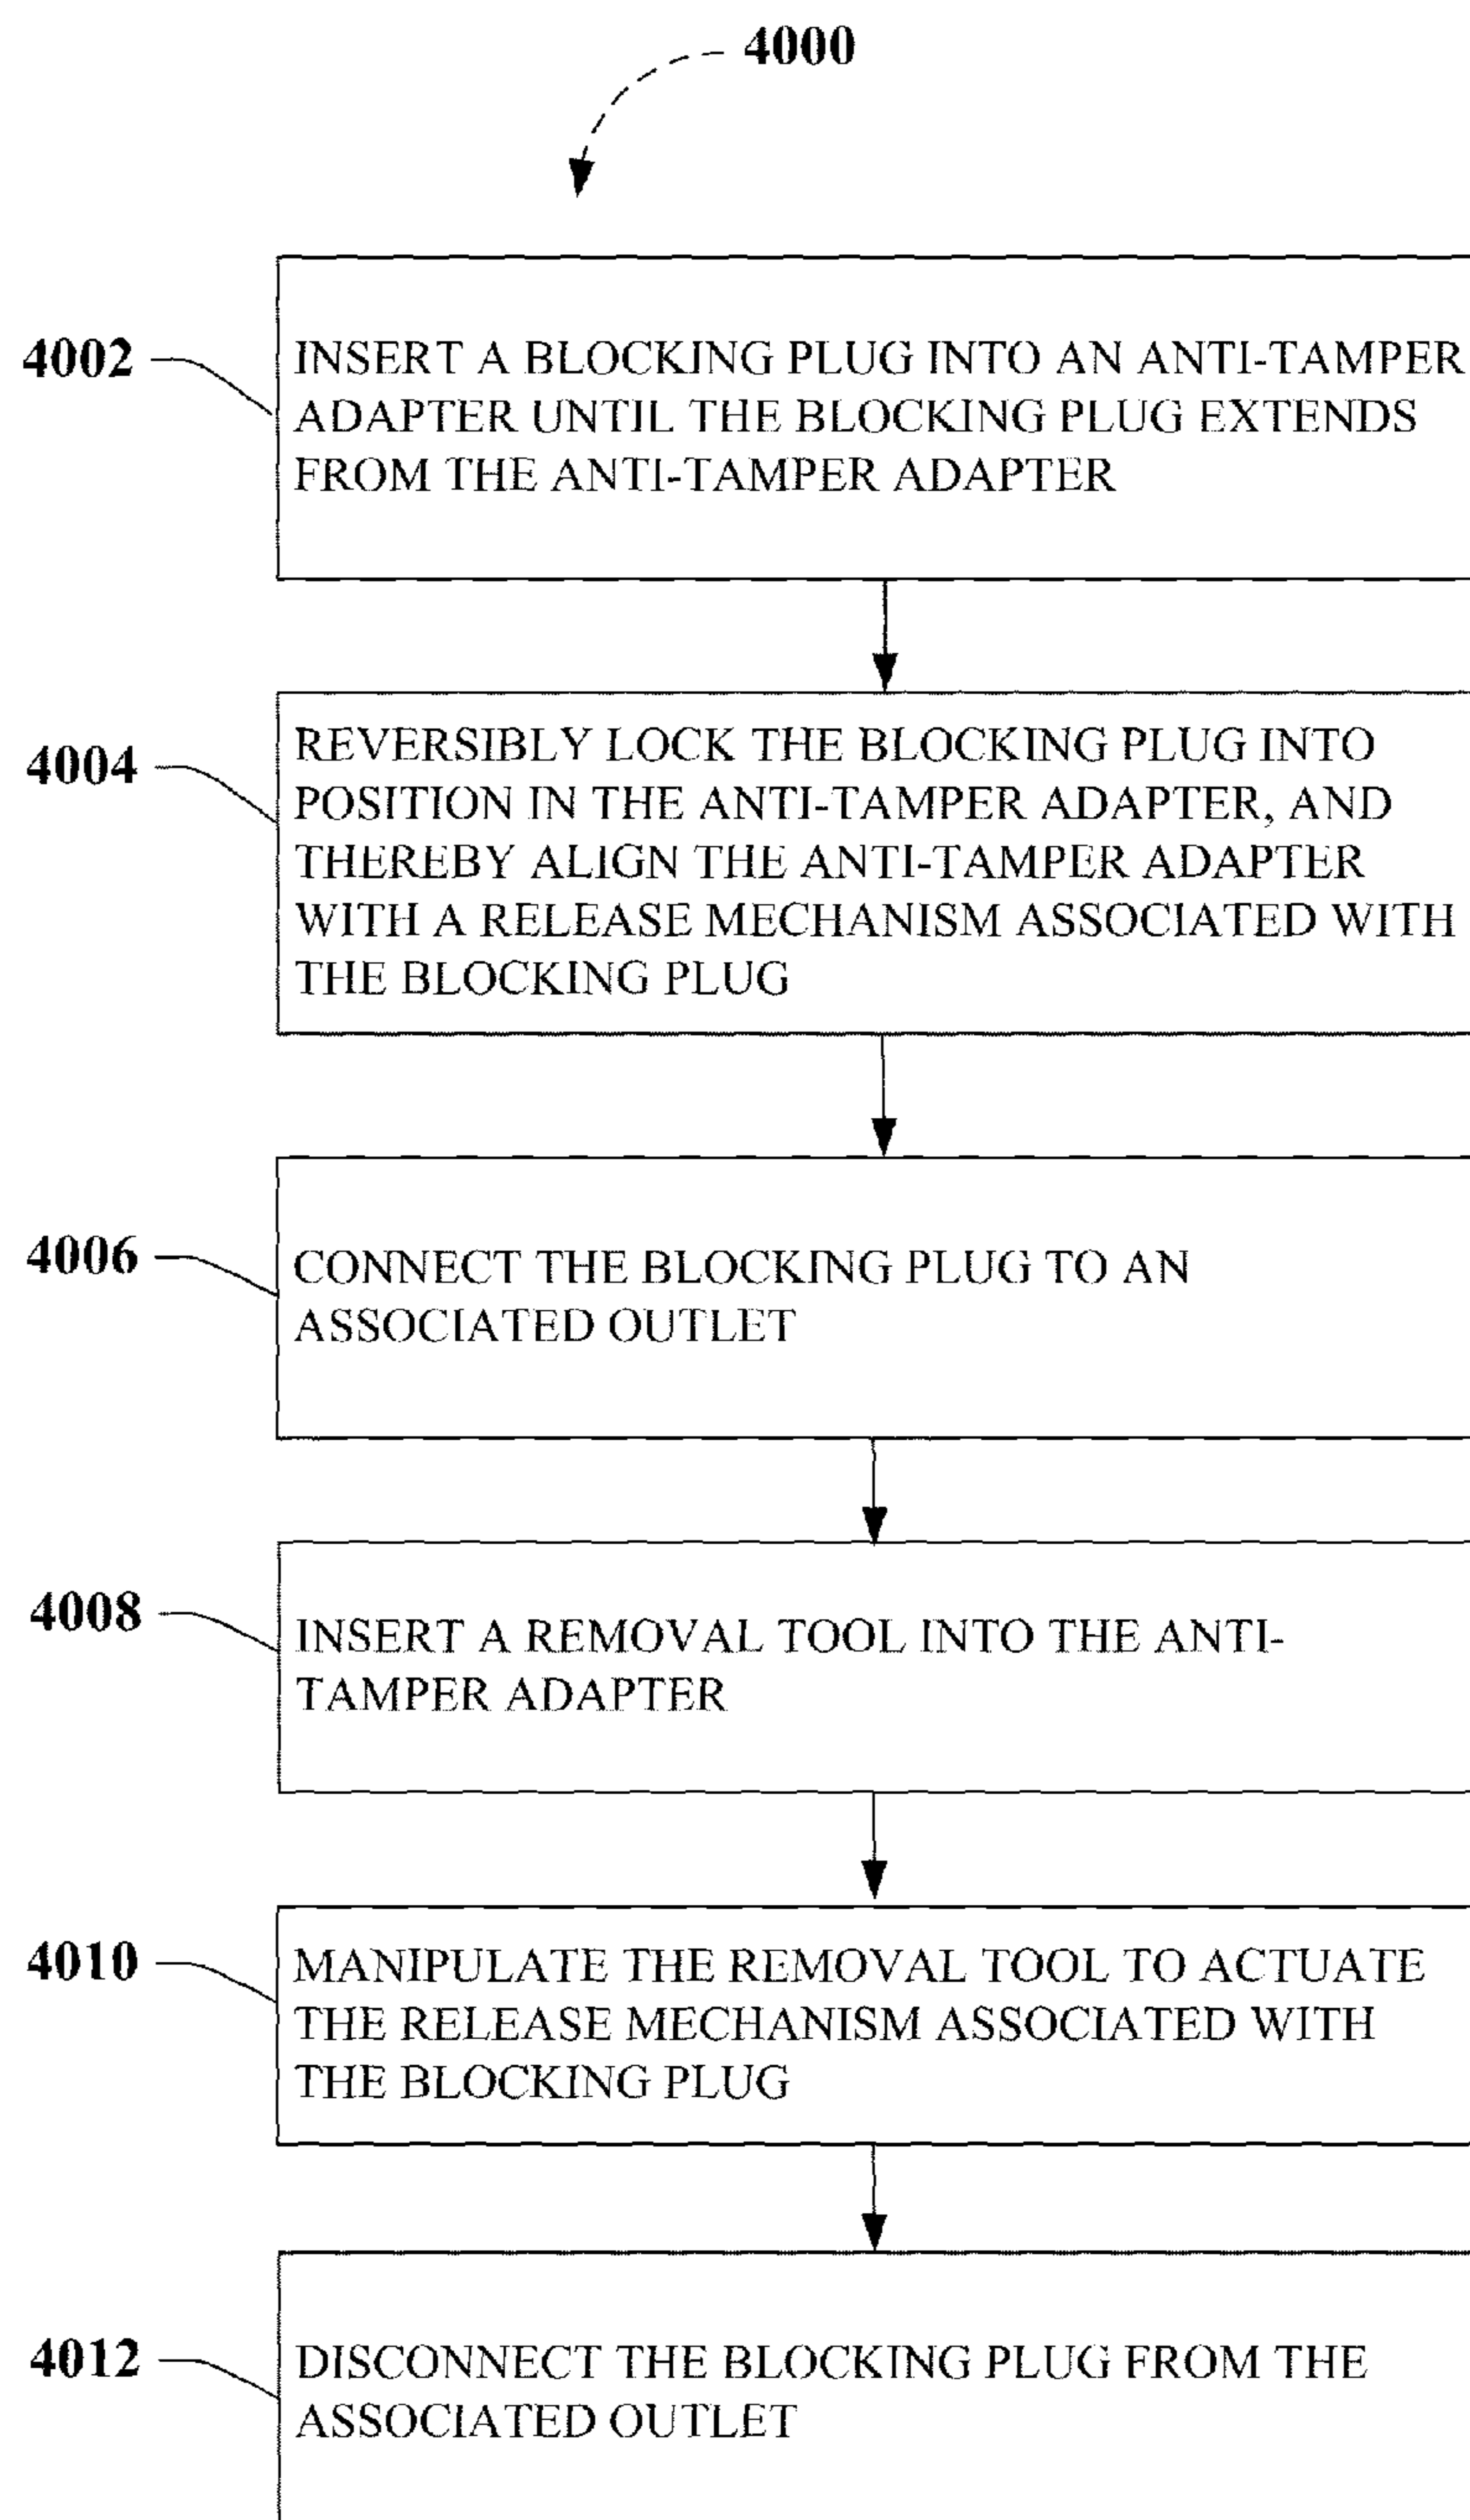 4000
4002
INSERT A BLOCKING PLUG INTO AN ANTI-TAMPER
ADAPTER UNTIL THE BLOCKING PLUG EXTENDS
FROM THE ANTI-TAMPER ADAPTER
4004
REVERSIBLY LOCK THE BLOCKING PLUG INTO
POSITION IN THE ANTI-TAMPER ADAPTER, AND
THEREBY ALIGN THE ANTI-TAMPER ADAPTER
WITH A RELEASE MECHANISM ASSOCIATED WITH
THE BLOCKING PLUG
4006
CONNECT THE BLOCKING PLUG TO AN
ASSOCIATED OUTLET
4008
INSERT A REMOVAL TOOL INTO THE ANTI-
TAMPER ADAPTER
4010
MANIPULATE THE REMOVAL TOOL TO ACTUATE
THE RELEASE MECHANISM ASSOCIATED WITH
THE BLOCKING PLUG
4012
DISCONNECT THE BLOCKING PLUG FROM THE
ASSOCIATED OUTLET